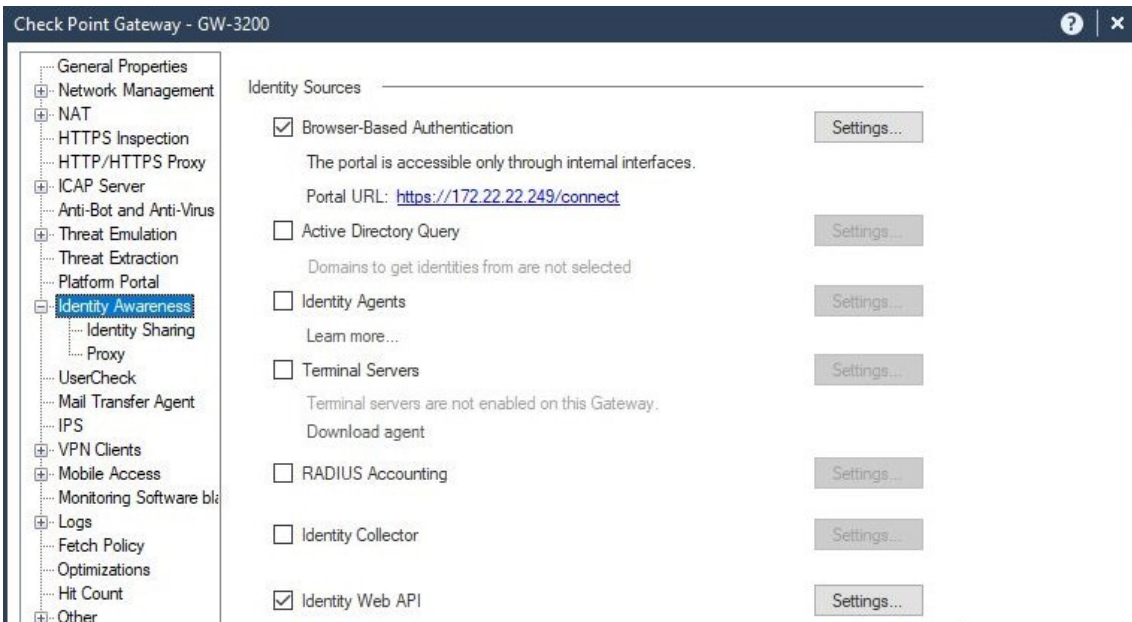 Check Point Gateway - GW-3200
General Properties
Network Management
NAT
HTTPS Inspection
HTTP/HTTPS Proxy
ICAP Server
Anti-Bot and Anti-Virus
Threat Emulation
Threat Extraction
Platform Portal
Identity Awareness
Identity Sharing
Proxy
UserCheck
Mail Transfer Agent
IPS
VPN Clients
Mobile Access
Monitoring Software bla
Logs
Fetch Policy
Optimizations
Hit Count
Other
Identity Sources
Browser-Based Authentication Settings...
The portal is accessible only through internal interfaces.
Portal URL: https://172.22.22.249/connect
Active Directory Query Settings...
Domains to get identities from are not selected
Identity Agents Settings...
Learn more...
Terminal Servers Settings...
Terminal servers are not enabled on this Gateway.
Download agent
RADIUS Accounting Settings...
Identity Collector Settings...
Identity Web API Settings...